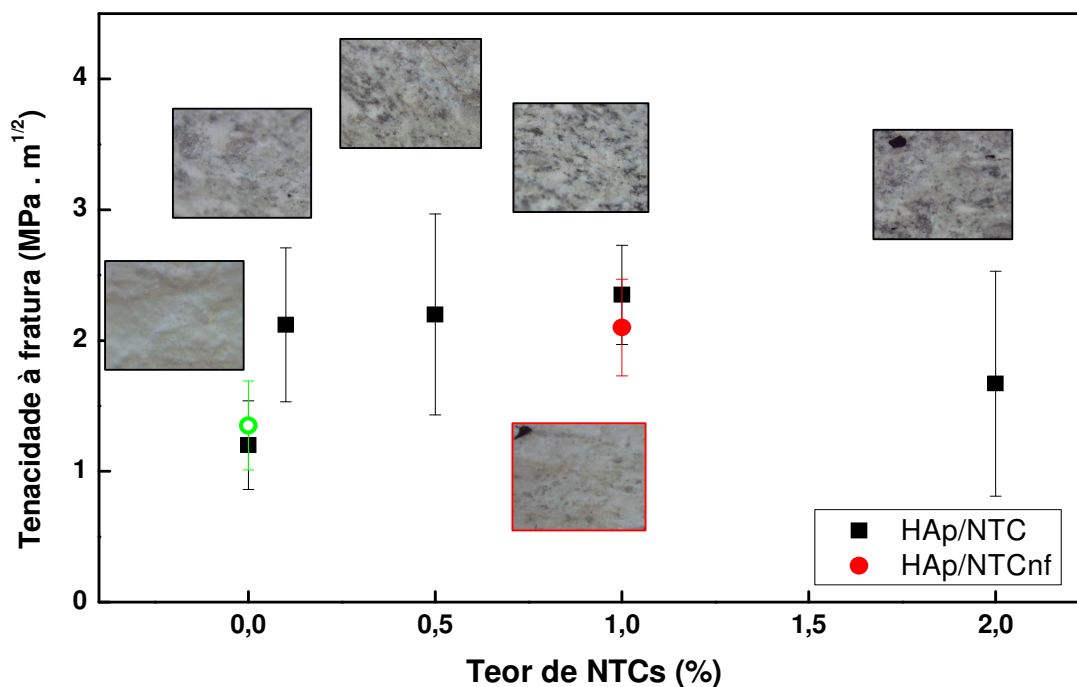 Tenacidade à fratura (MPa . m^1/2)
4
3
2
1
0
0,0
0,5
1,0
1,5
2,0
Teor de NTCs (%)
HAp/NTC
HAp/NTCnf